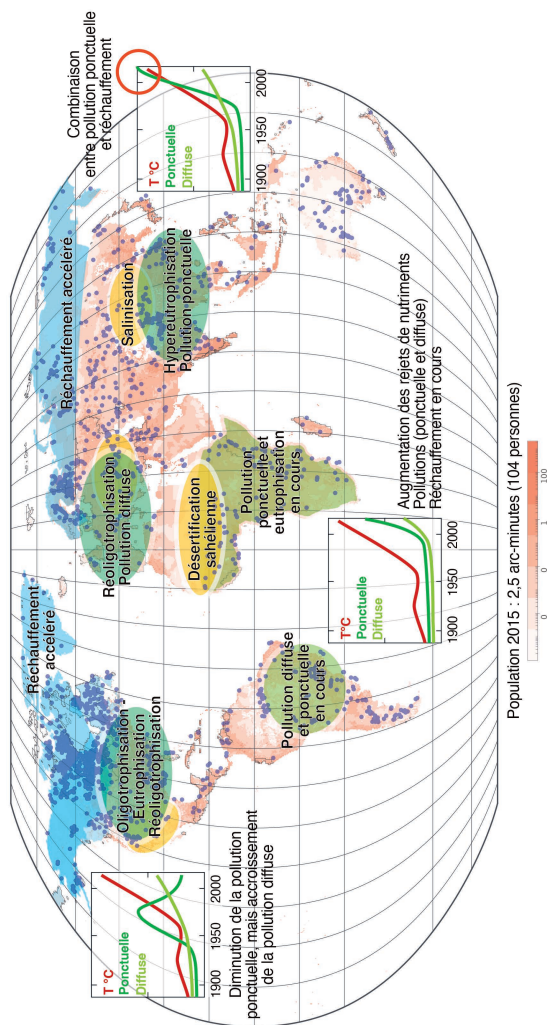 Combinaison
entre pollution ponctuelle
et réchauffement
T °C
Ponctuelle
Diffuse
1900
1950
2000
Réchauffement accéléré
Salinisation
Hypereutrophisation
Pollution ponctuelle
Réoligotrophisation
Pollution diffuse
Désertification
sahélienne
Pollution
ponctuelle et
eutrophisation
en cours
Augmentation des rejets de nutriments
Pollutions (ponctuelle et diffuse)
Réchauffement en cours
T °C
Ponctuelle
Diffuse
1900
1950
2000
Réchauffement
accéléré
Oligotrophisation -
Eutrophisation
Réoligotrophisation
Pollution diffuse
et ponctuelle
en cours
T °C
Ponctuelle
Diffuse
1900
1950
2000
Diminution de la pollution
ponctuelle, mais accroissement
de la pollution diffuse
Population 2015 : 2,5 arc-minutes (104 personnes)
0
0
1
100